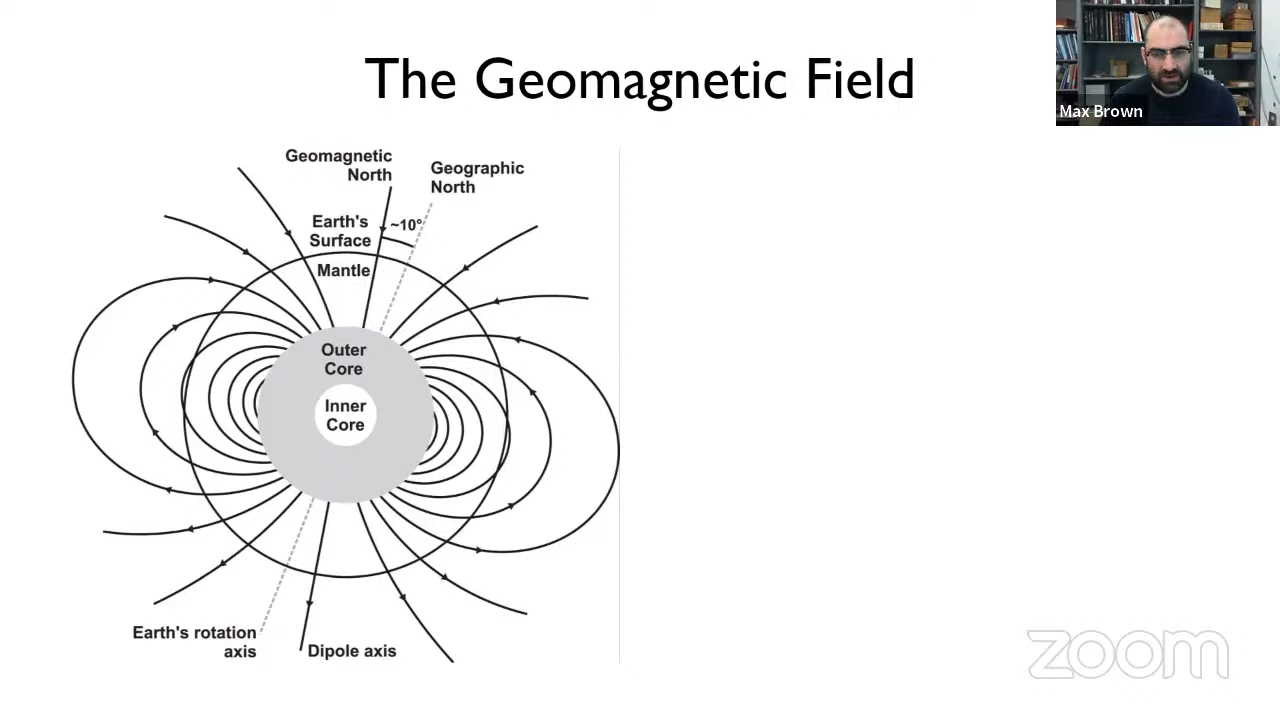 The Geomagnetic Field
Max Brown
Geomagnetic
North
Geographic
North
Earth's
Surface
~10°
Mantle
Outer
Core
Inner
Core
Earth's rotation
axis
Dipole axis
zoom